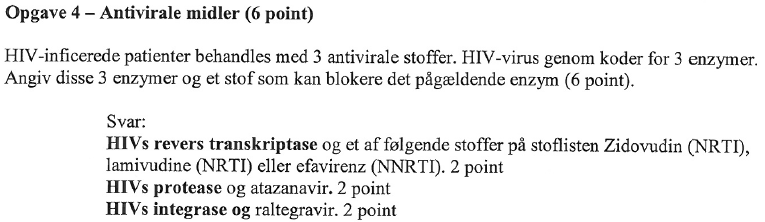 Opgave 4 – Antivirale midler (6 point)
HIV-inficerede patienter behandles med 3 antivirale stoffer. HIV-virus genom koder for 3 enzymer.
Angiv disse 3 enzymer og et stof som kan blokere det pågældende enzym (6 point).
Svar:
HIVs revers transkriptase og et af følgende stoffer på stoflisten Zidovudin (NRTI),
lamivudine (NRTI) eller efavirenz (NNRTI). 2 point
HIVs protease og atazanavir. 2 point
HIVs integrase og raltegravir. 2 point